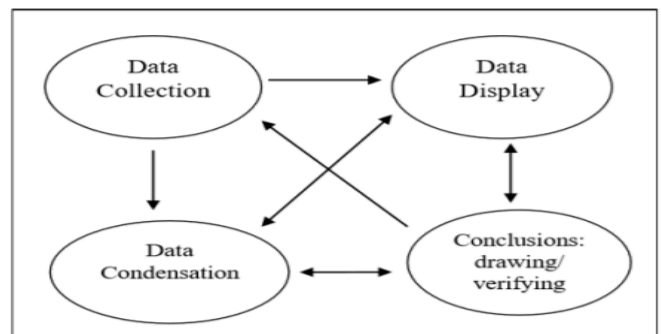 Data
Collection
Data
Display
Data
Condensation
Conclusions:
drawing/
verifying